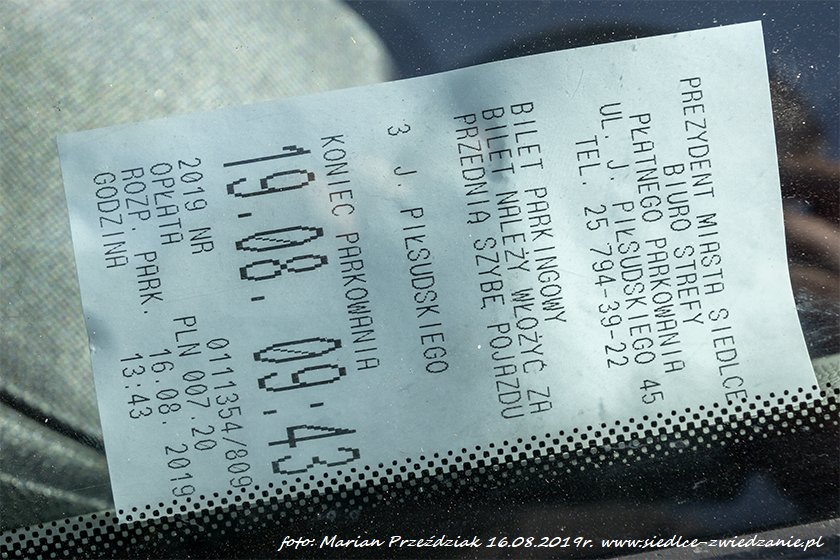 PREZYDENT MIASTA SIEDLCE
BIURO STREFY
PŁATNEGO PARKOWANIA
UL. J. PIŁSUDSKIEGO 45
TEL. 25 794-39-22
BILET PARKINGOWY
BILET NALEŻY WŁOŻYĆ ZA
PRZEDNIĄ SZYBĘ POJAZDU
3 J. PIŁSUDSKIEGO
KONIEC PARKOWANIA
19.08. 09:43
2019 NR 0111354/809
OPŁATA PLN 007.20
ROZP. PARK. 16.08. 2019
GODZINA 13:43
foto: Marian Przeździak 16.08.2019r. www.siedlce-zwiedzanie.pl